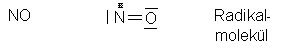 NO
|N=O
Radikal-
molekül